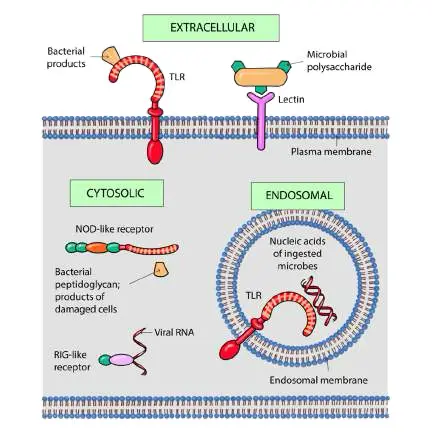 EXTRACELLULAR
Bacterial
products
TLR
Microbial
polysaccharide
Lectin
Plasma membrane
CYTOSOLIC
ENDOSOMAL
NOD-like receptor
Bacterial
peptidoglycan;
products of
damaged cells
Viral RNA
RIG-like
receptor
Nucleic acids
of ingested
microbes
TLR
Endosomal membrane